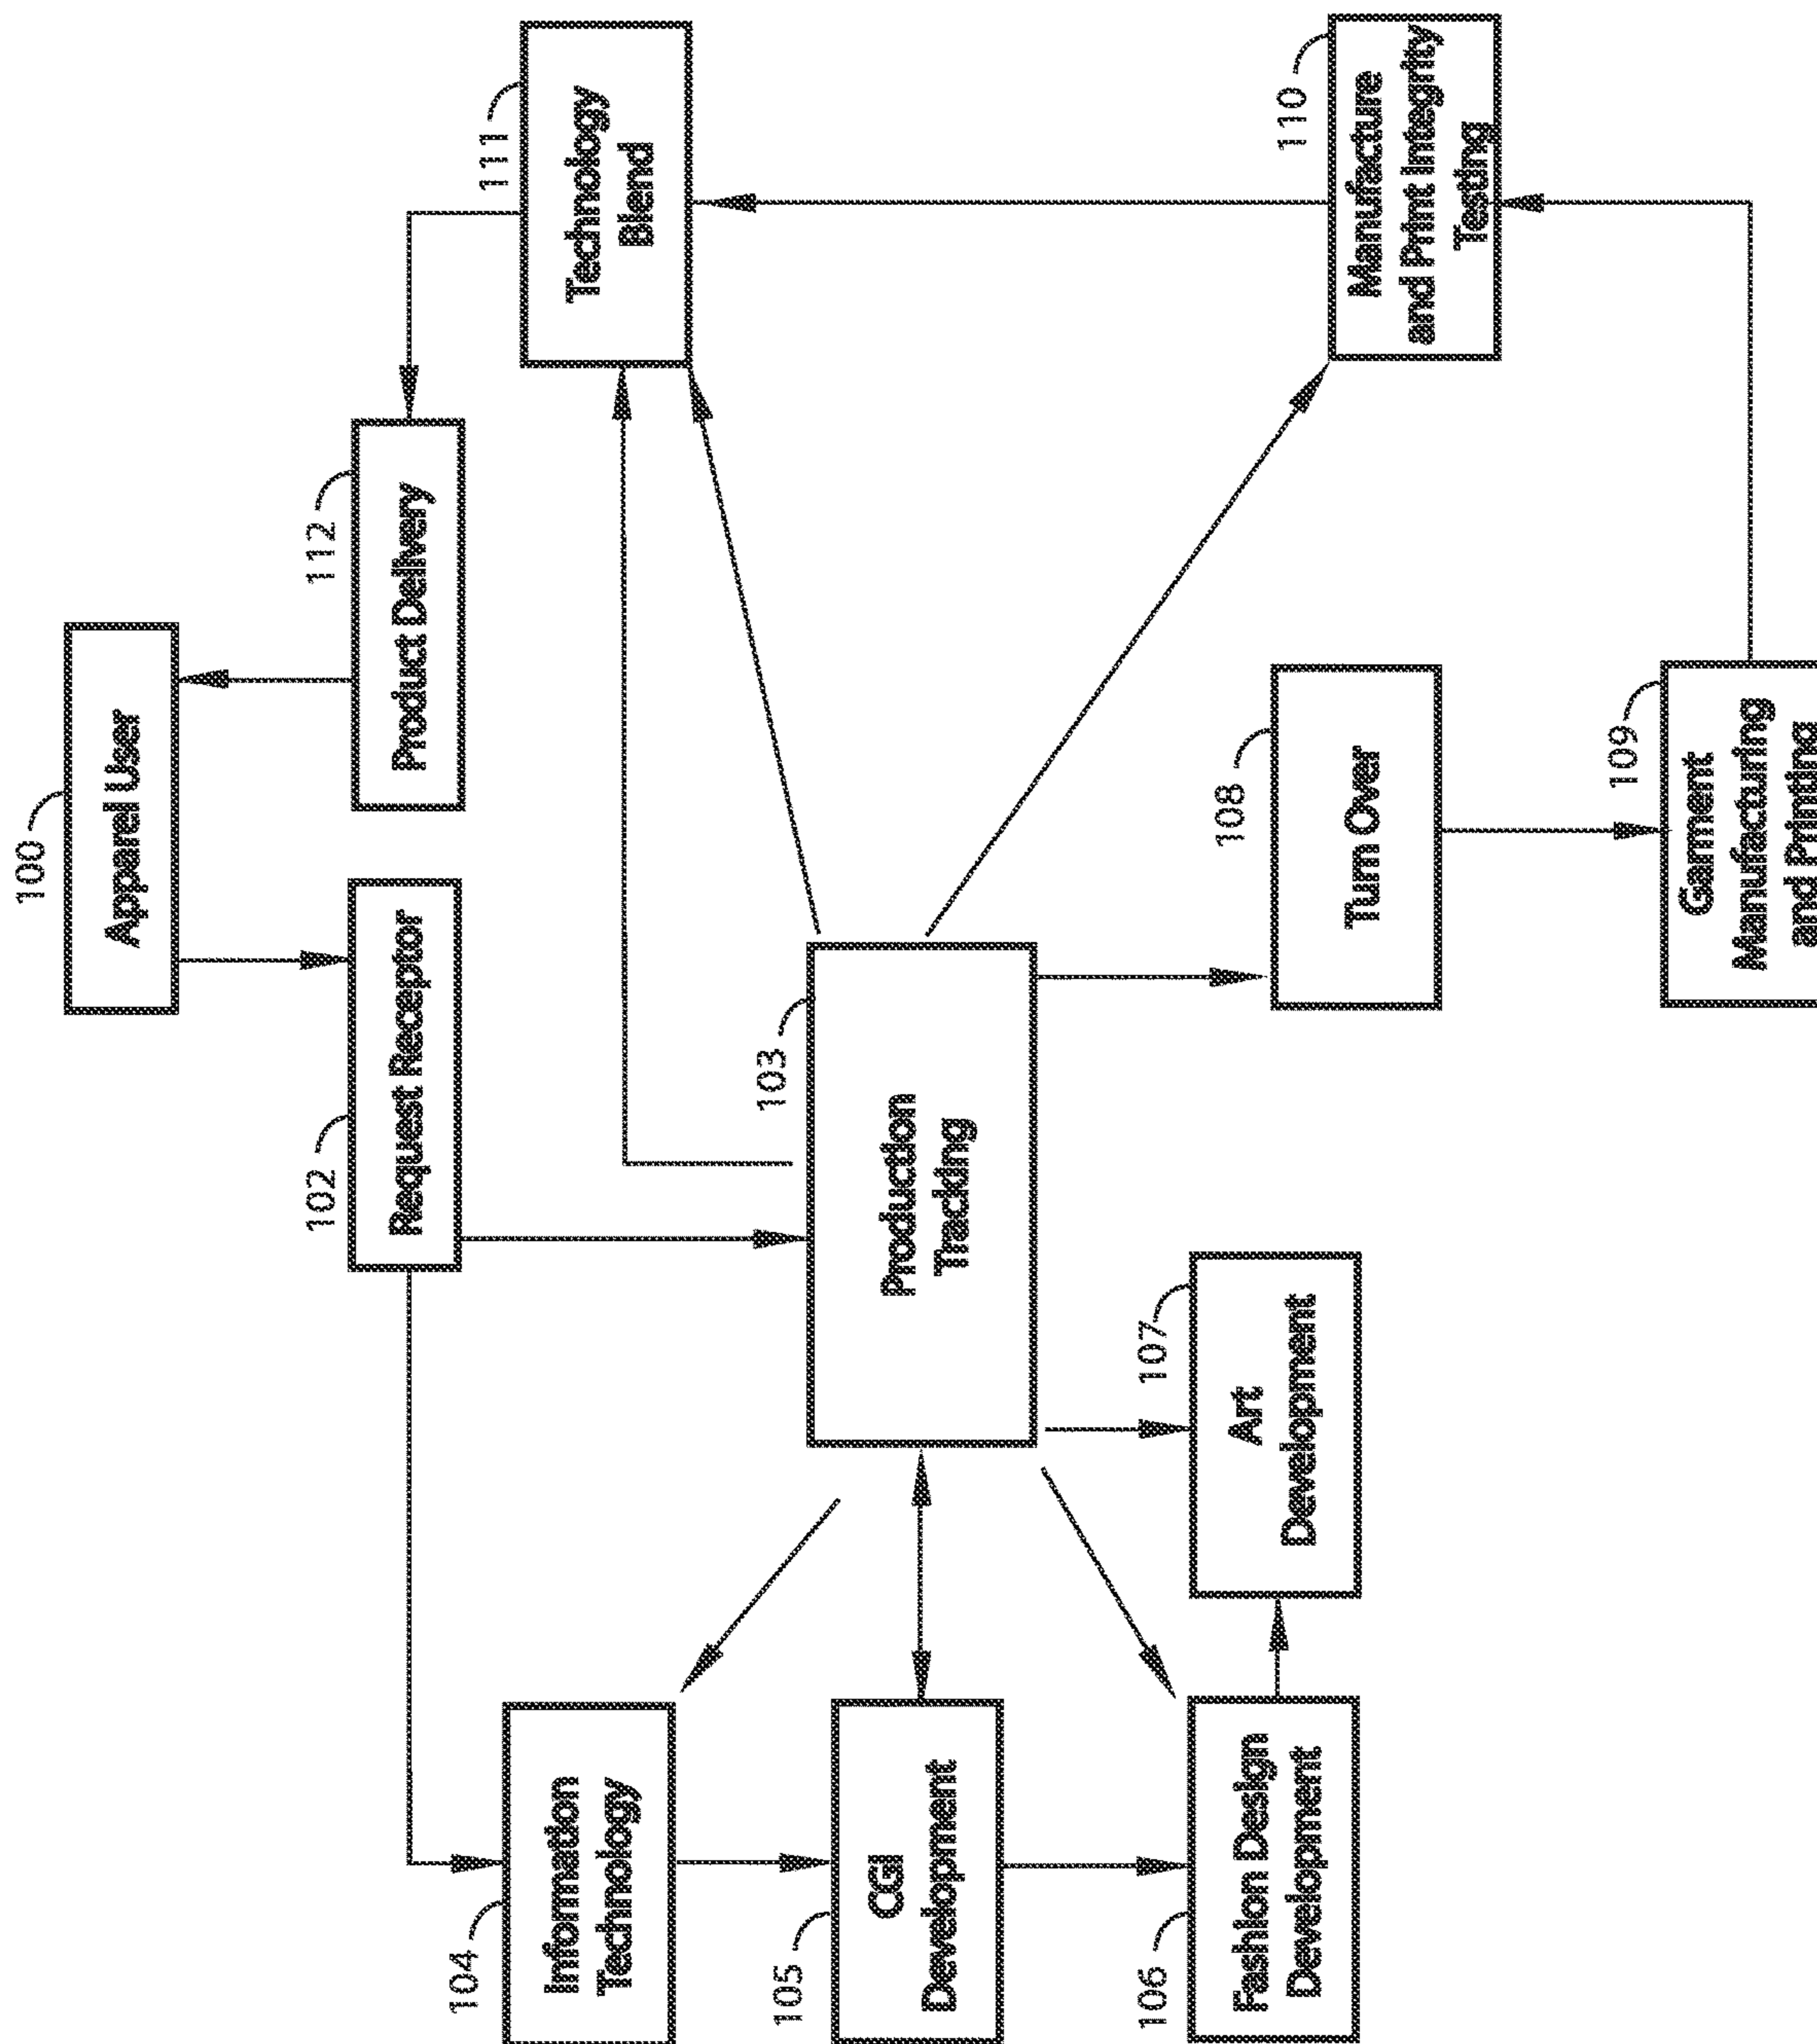 100
Apparel User
102
Request Receptor
112
Product Delivery
104
Information
Technology
111
Technology
Blend
105
CGI
Development
103
Production
Tracking
106
Fashion Design
Development
107
Art
Development
108
Turn Over
110
Manufacture
and Print Integrity
Testing
109
Garment
Manufacturing
and Printing